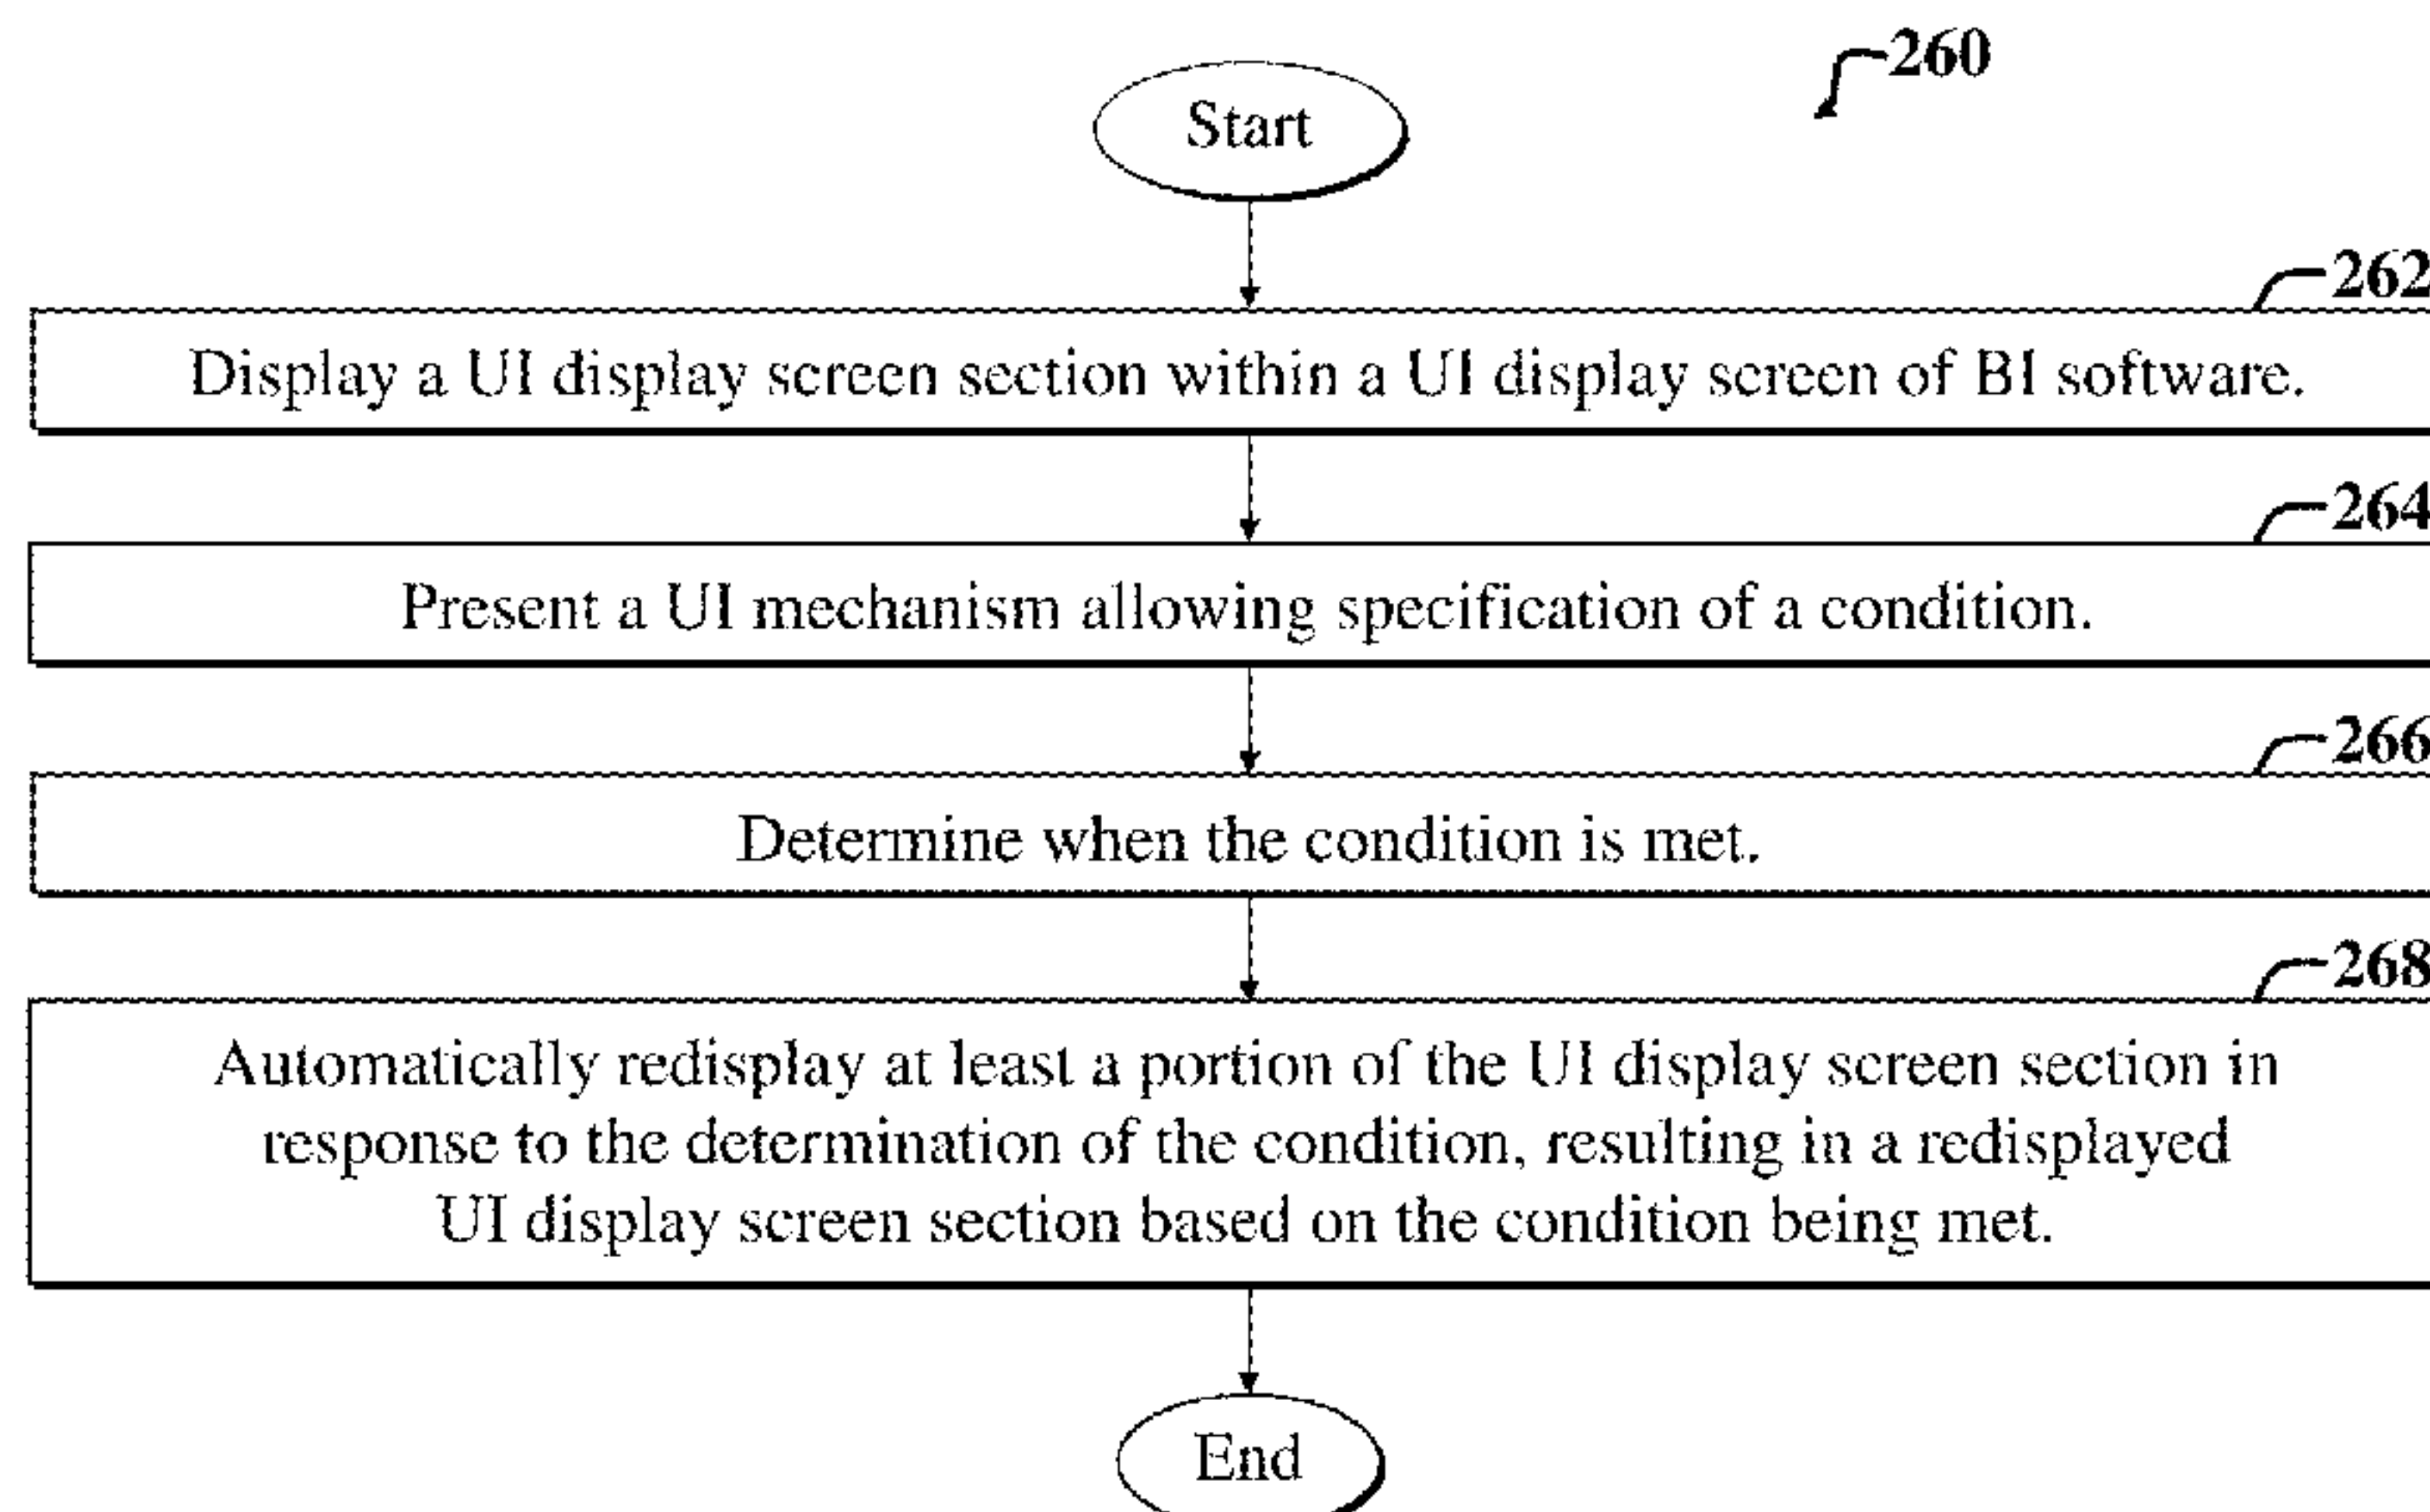 260
Start
262
Display a UI display screen section within a UI display screen of BI software.
264
Present a UI mechanism allowing specification of a condition.
266
Determine when the condition is met.
268
Automatically redisplay at least a portion of the UI display screen section in
response to the determination of the condition, resulting in a redisplayed
UI display screen section based on the condition being met.
End